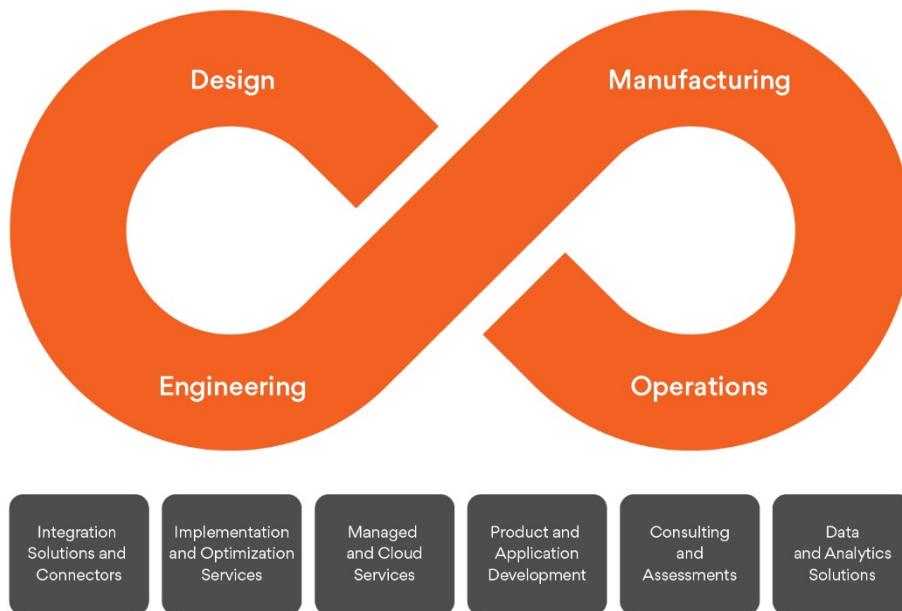 Design
Manufacturing
Engineering
Operations
Integration
Solutions and
Connectors
Implementation
and Optimization
Services
Managed
and Cloud
Services
Product and
Application
Development
Consulting
and
Assessments
Data
and Analytics
Solutions